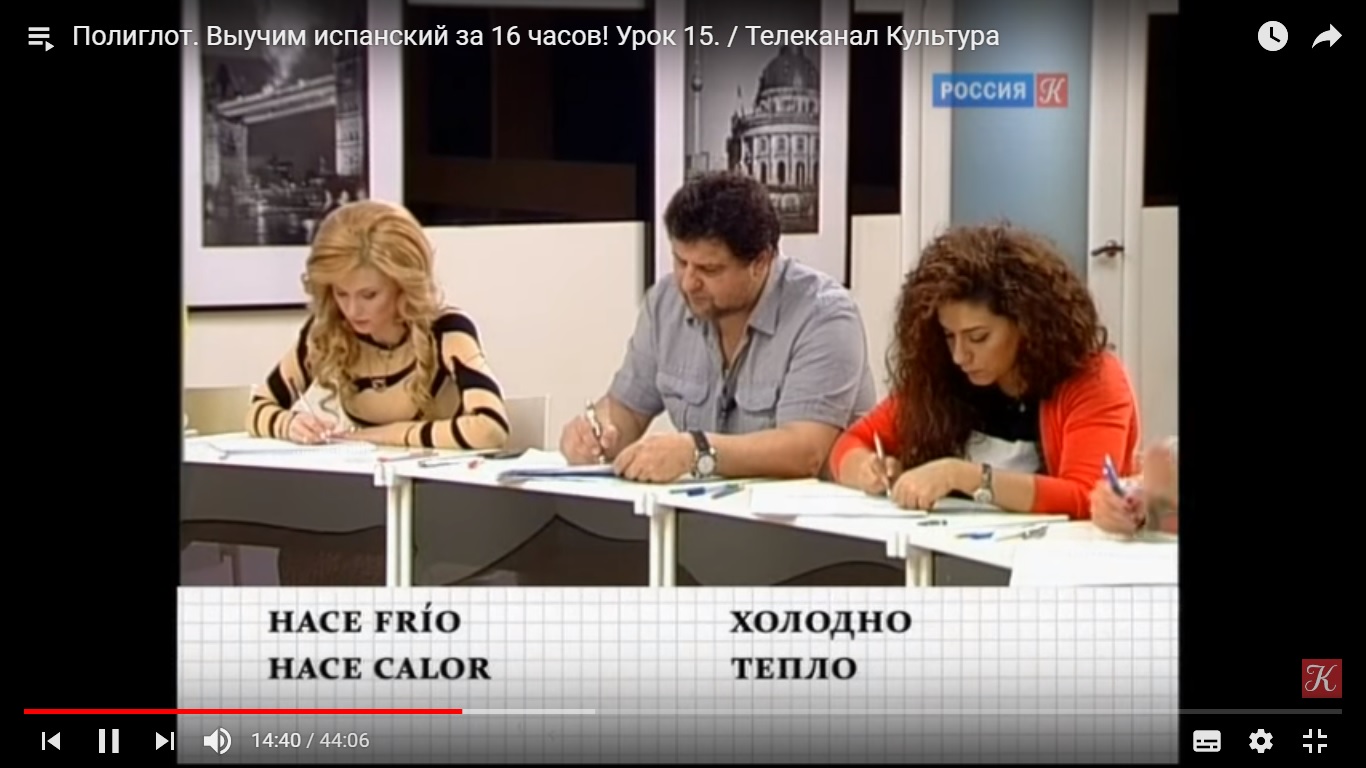 Полиглот. Выучим испанский за 16 часов! Урок 15. / Телеканал Культура
РОССИЯ К
HACE FRÍO ХОЛОДНО
HACE CALOR ТЕПЛО
К
14:40 / 44:06